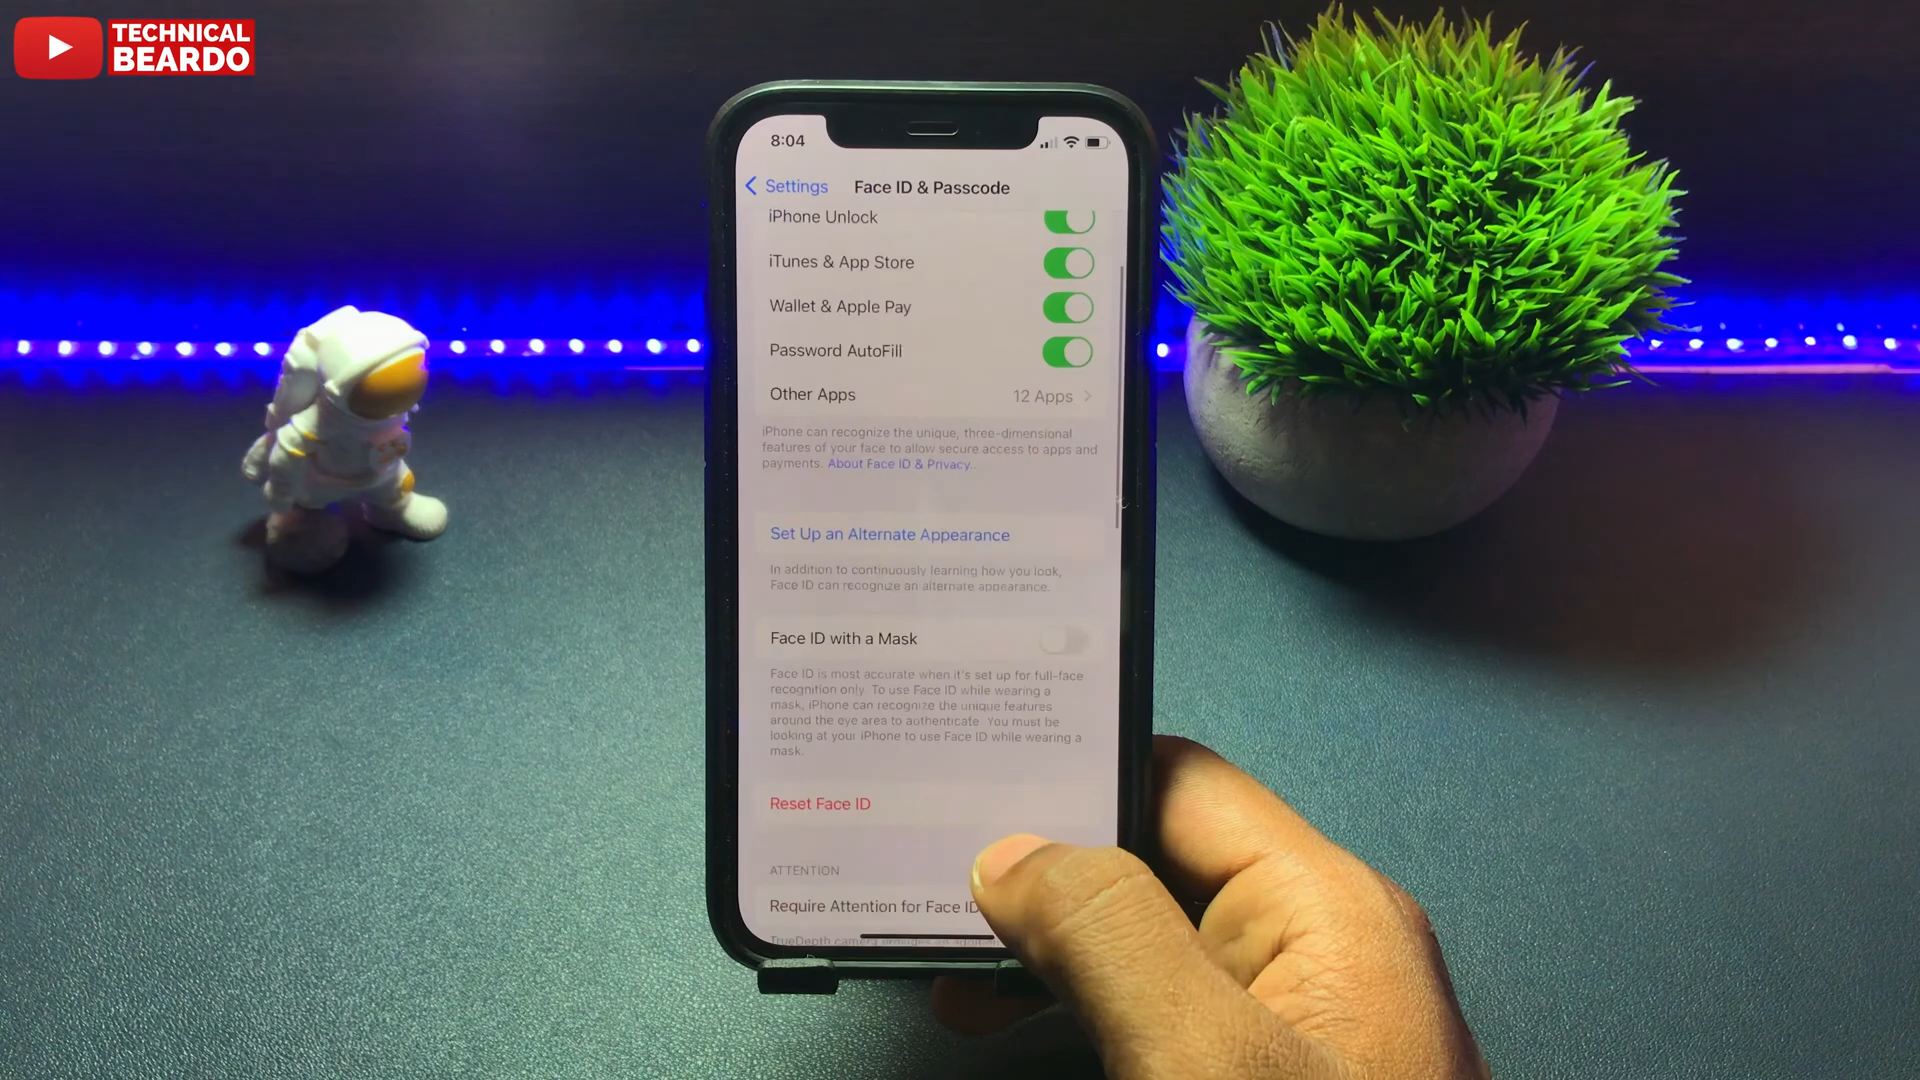 TECHNICAL
BEARDO
8:04
Settings
Face ID & Passcode
iPhone Unlock
iTunes & App Store
Wallet & Apple Pay
Password AutoFill
Other Apps
12 Apps
iPhone can recognize the unique, three-dimensional
features of your face to allow secure access to apps and
payments. About Face ID & Privacy...
Set Up an Alternate Appearance
In addition to continuously learning how you look,
Face ID can recognize an alternate appearance.
Face ID with a Mask
Face ID is most accurate when it's set up for full-face
recognition only. To use Face ID while wearing a
mask, iPhone can recognize the unique features
around the eye area to authenticate. You must be
looking at your iPhone to use Face ID while wearing a
mask.
Reset Face ID
ATTENTION
Require Attention for Face ID
TrueDepth camera provides an